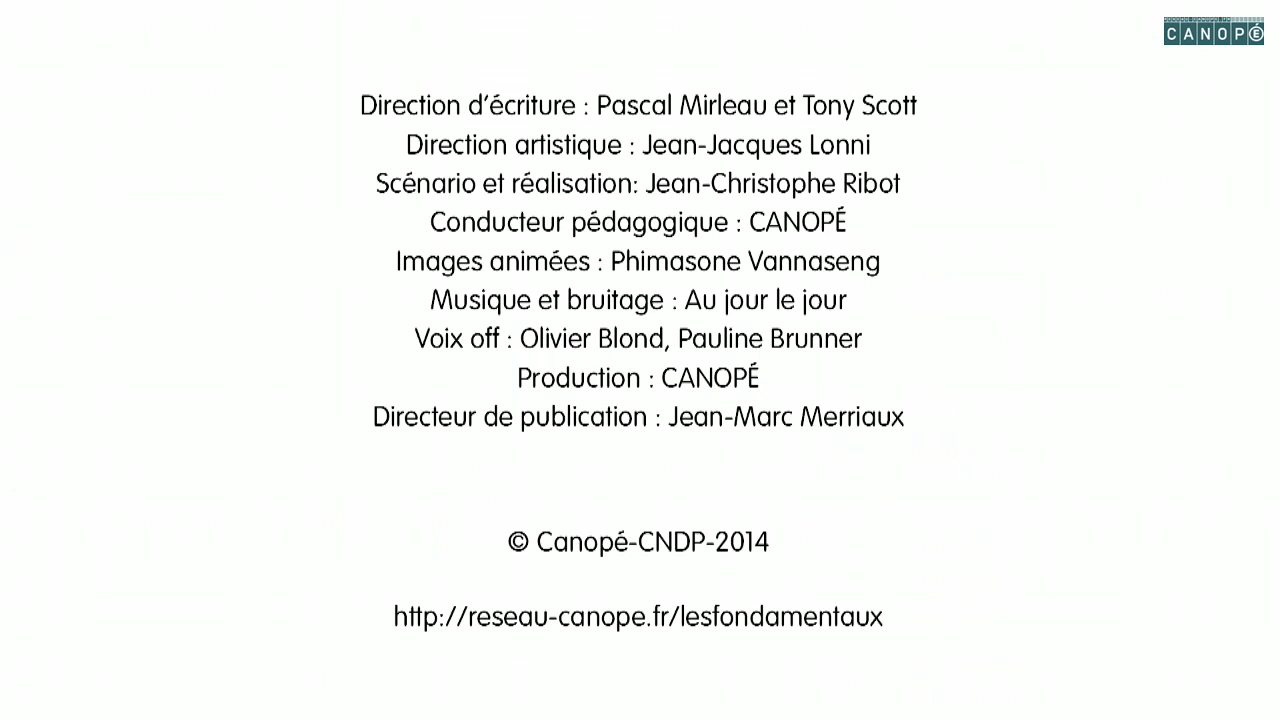 CANOPÉ
Direction d'écriture : Pascal Mirleau et Tony Scott
Direction artistique : Jean-Jacques Lonni
Scénario et réalisation: Jean-Christophe Ribot
Conducteur pédagogique : CANOPÉ
Images animées : Phimasone Vannaseng
Musique et bruitage : Au jour le jour
Voix off : Olivier Blond, Pauline Brunner
Production : CANOPÉ
Directeur de publication : Jean-Marc Merriaux
© Canopé-CNDP-2014
http://reseau-canope.fr/lesfondamentaux